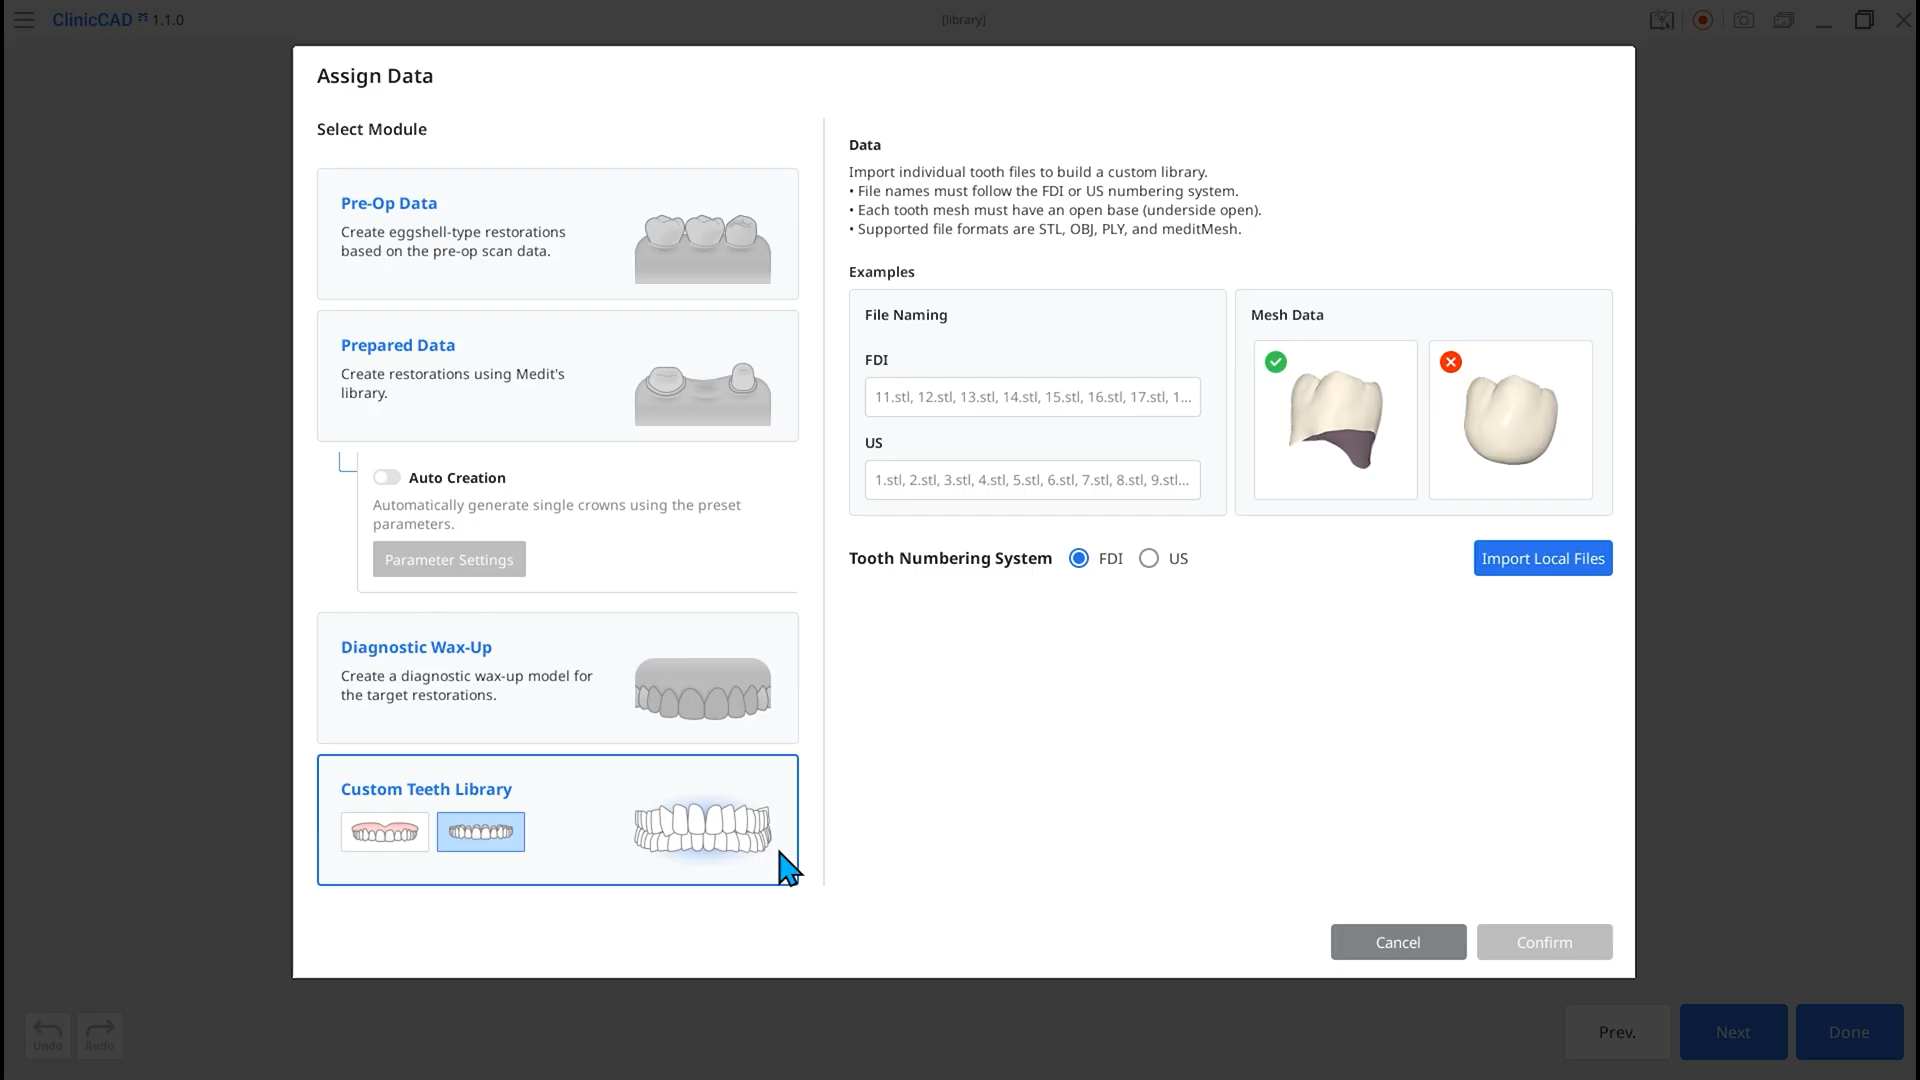 ClinicCAD 1.1.0
[library]
Assign Data
Select Module
Pre-Op Data
Create eggshell-type restorations
based on the pre-op scan data.
Prepared Data
Create restorations using Medit's
library.
Auto Creation
Automatically generate single crowns using the preset
parameters.
Parameter Settings
Diagnostic Wax-Up
Create a diagnostic wax-up model for
the target restorations.
Custom Teeth Library
Data
Import individual tooth files to build a custom library.
• File names must follow the FDI or US numbering system.
• Each tooth mesh must have an open base (underside open).
• Supported file formats are STL, OBJ, PLY, and meditMesh.
Examples
File Naming
FDI
11.stl, 12.stl, 13.stl, 14.stl, 15.stl, 16.stl, 17.stl, 1...
US
1.stl, 2.stl, 3.stl, 4.stl, 5.stl, 6.stl, 7.stl, 8.stl, 9.stl...
Mesh Data
Tooth Numbering System FDI US
Import Local Files
Cancel
Confirm
Undo
Redo
Prev.
Next
Done